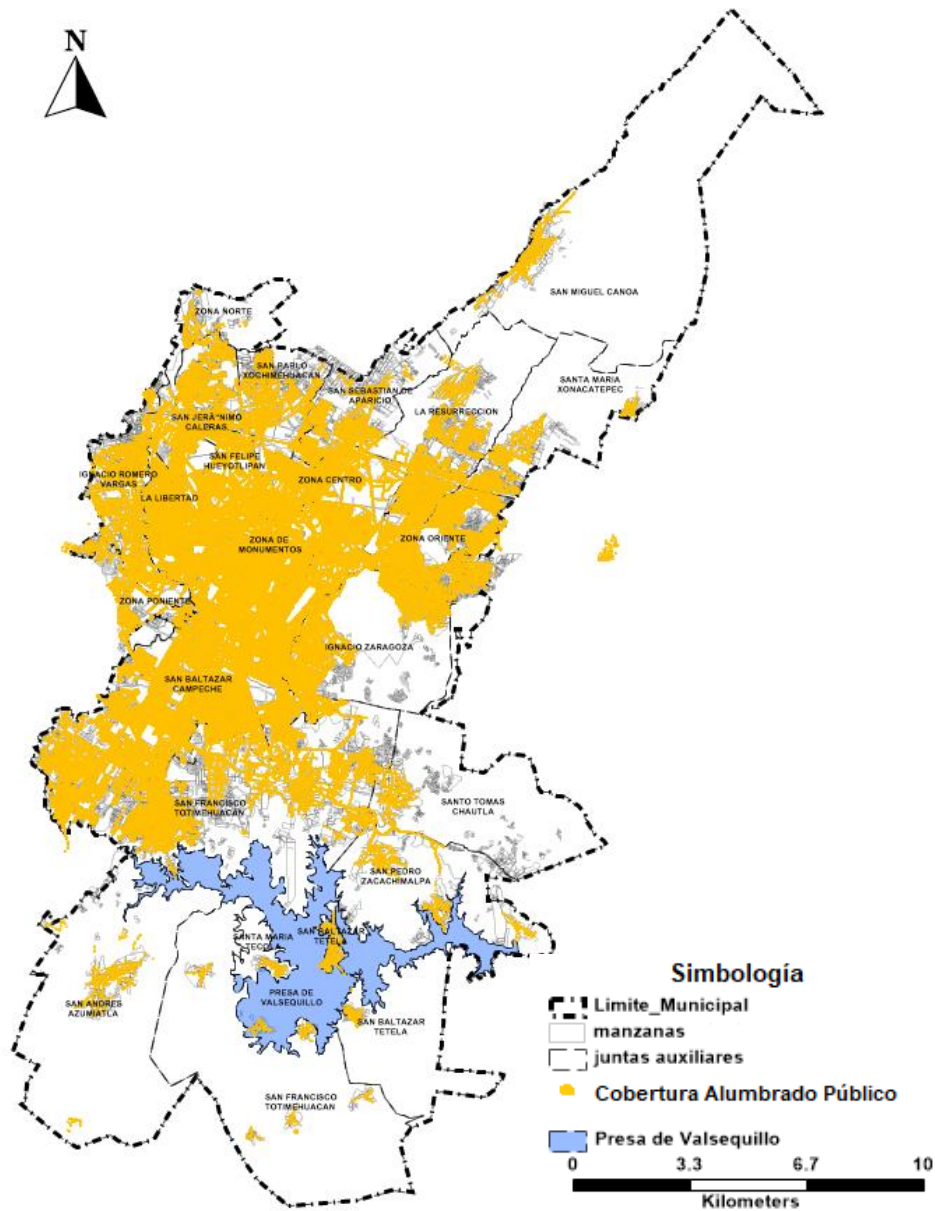 N
SAN MIGUEL CANOA
ZONA NORTE
SAN PABLO
XOCHIMEHUACAN
SAN SEBASTIAN DE
APARICIO
SANTA MARIA
XONACATEPEC
LA RESURRECCION
SAN JERÃ“NIMO
CALERAS
SAN FELIPE
HUEYOTLIPAN
IGNACIO ROMERO
VARGAS
ZONA CENTRO
LA LIBERTAD
ZONA DE
MONUMENTOS
ZONA ORIENTE
ZONA PONIENTE
IGNACIO ZARAGOZA
SAN BALTAZAR
CAMPECHE
SAN FRANCISCO
TOTIMEHUACAN
SANTO TOMAS
CHAUTLA
SAN PEDRO
ZACACHIMALPA
SANTA MARIA
TECOLA
SAN BALTAZAR
TETELA
PRESA DE
VALSEQUILLO
SAN ANDRES
AZUMIATLA
SAN BALTAZAR
TETELA
SAN FRANCISCO
TOTIMEHUACAN
Simbología
Limite_Municipal
manzanas
juntas auxiliares
Cobertura Alumbrado Público
Presa de Valsequillo
0 3.3 6.7 10
Kilometers